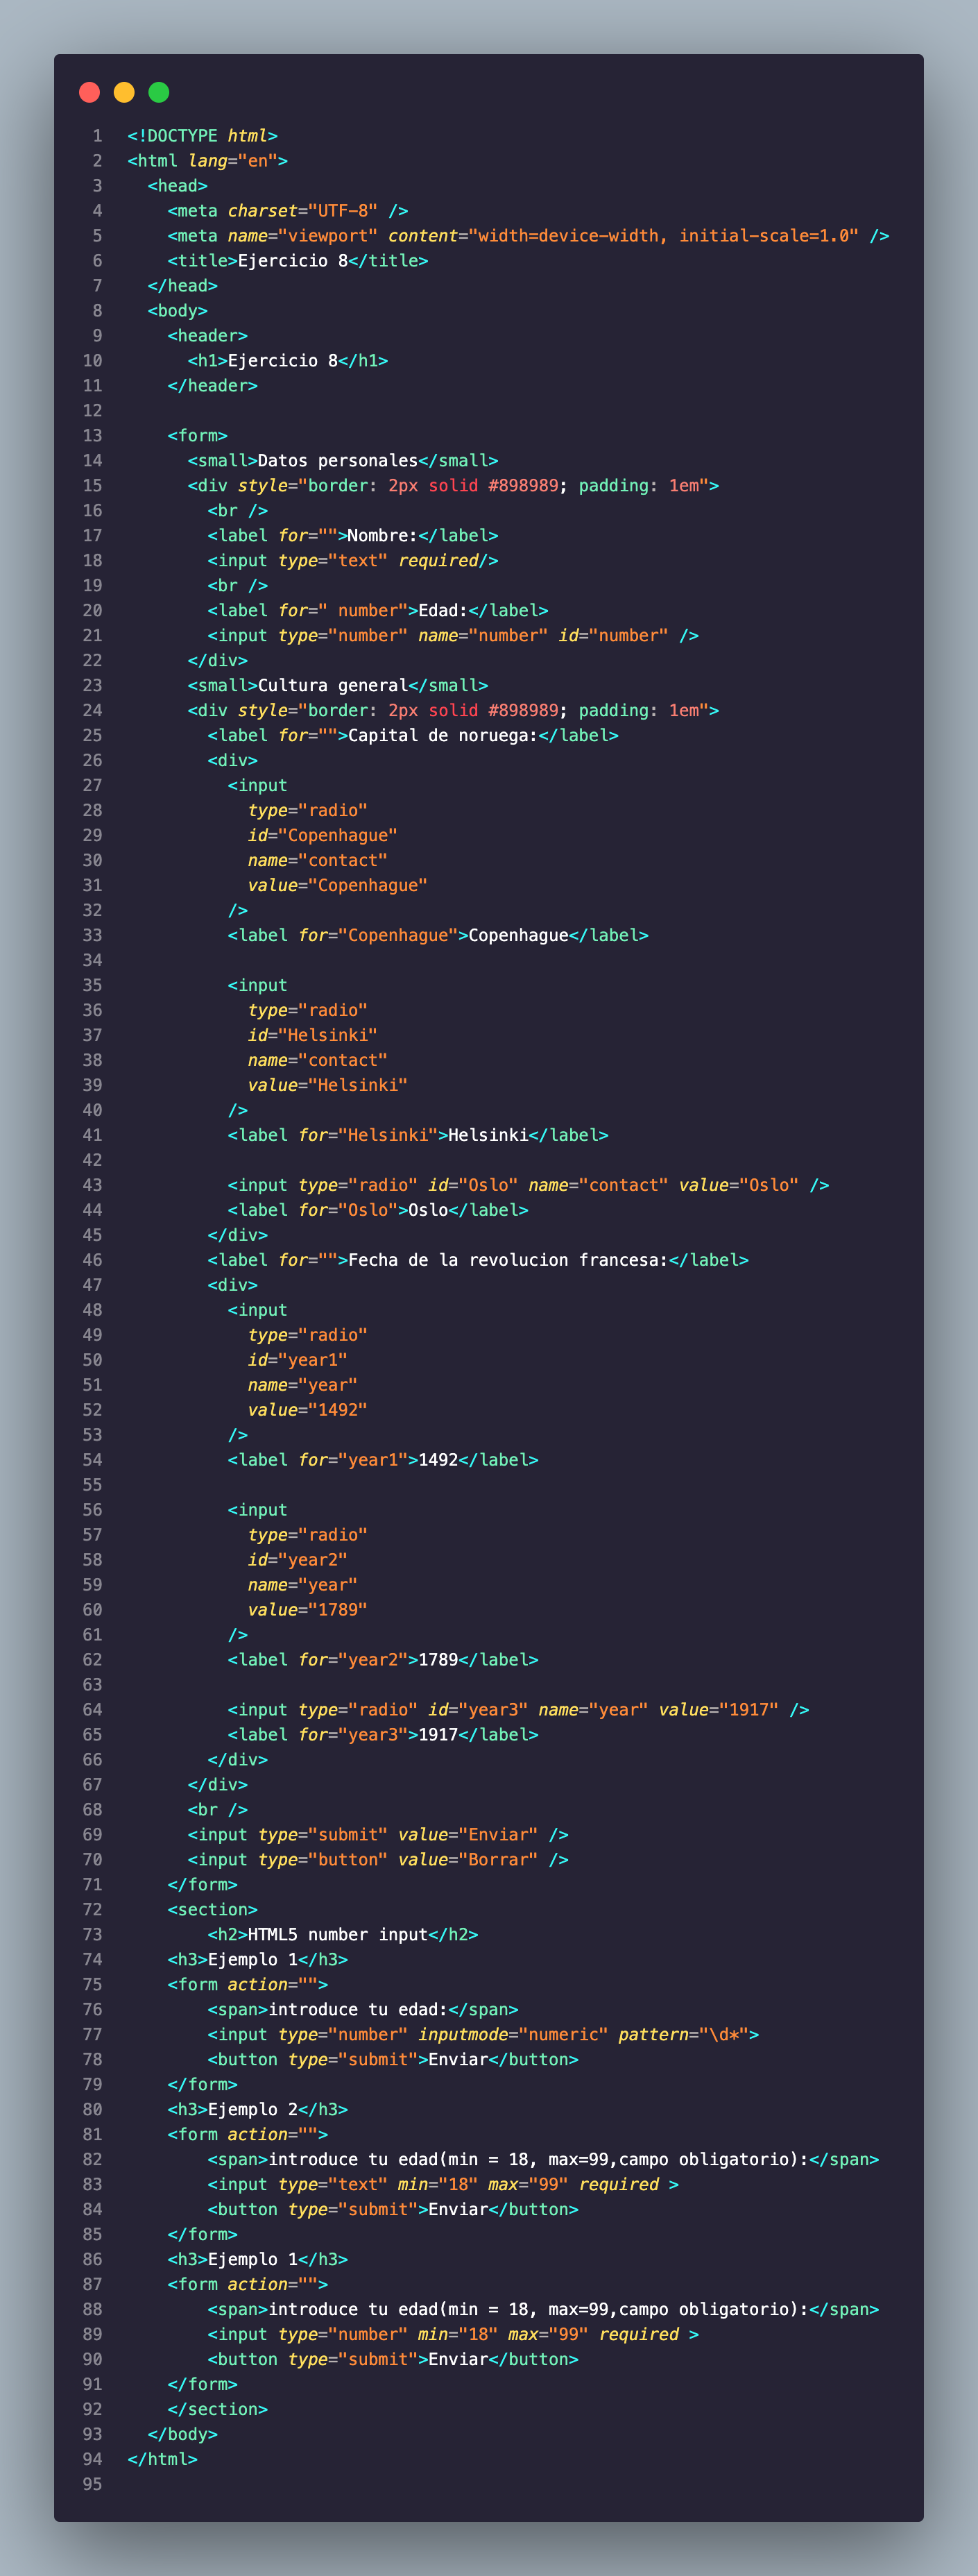 1 <!DOCTYPE html>
2 <html lang="en">
3   <head>
4     <meta charset="UTF-8" />
5     <meta name="viewport" content="width=device-width, initial-scale=1.0" />
6     <title>Ejercicio 8</title>
7   </head>
8   <body>
9     <header>
10       <h1>Ejercicio 8</h1>
11     </header>
12
13     <form>
14       <small>Datos personales</small>
15       <div style="border: 2px solid #898989; padding: 1em">
16         <br />
17         <label for="">Nombre:</label>
18         <input type="text" required/>
19         <br />
20         <label for=" number">Edad:</label>
21         <input type="number" name="number" id="number" />
22       </div>
23       <small>Cultura general</small>
24       <div style="border: 2px solid #898989; padding: 1em">
25         <label for="">Capital de noruega:</label>
26         <div>
27           <input
28             type="radio"
29             id="Copenhague"
30             name="contact"
31             value="Copenhague"
32           />
33           <label for="Copenhague">Copenhague</label>
34
35           <input
36             type="radio"
37             id="Helsinki"
38             name="contact"
39             value="Helsinki"
40           />
41           <label for="Helsinki">Helsinki</label>
42
43           <input type="radio" id="Oslo" name="contact" value="Oslo" />
44           <label for="Oslo">Oslo</label>
45         </div>
46         <label for="">Fecha de la revolucion francesa:</label>
47         <div>
48           <input
49             type="radio"
50             id="year1"
51             name="year"
52             value="1492"
53           />
54           <label for="year1">1492</label>
55
56           <input
57             type="radio"
58             id="year2"
59             name="year"
60             value="1789"
61           />
62           <label for="year2">1789</label>
63
64           <input type="radio" id="year3" name="year" value="1917" />
65           <label for="year3">1917</label>
66         </div>
67       </div>
68       <br />
69       <input type="submit" value="Enviar" />
70       <input type="button" value="Borrar" />
71     </form>
72     <section>
73         <h2>HTML5 number input</h2>
74     <h3>Ejemplo 1</h3>
75     <form action="">
76         <span>introduce tu edad:</span>
77         <input type="number" inputmode="numeric" pattern="\d*">
78         <button type="submit">Enviar</button>
79     </form>
80     <h3>Ejemplo 2</h3>
81     <form action="">
82         <span>introduce tu edad(min = 18, max=99,campo obligatorio):</span>
83         <input type="text" min="18" max="99" required >
84         <button type="submit">Enviar</button>
85     </form>
86     <h3>Ejemplo 1</h3>
87     <form action="">
88         <span>introduce tu edad(min = 18, max=99,campo obligatorio):</span>
89         <input type="number" min="18" max="99" required >
90         <button type="submit">Enviar</button>
91     </form>
92     </section>
93   </body>
94 </html>
95